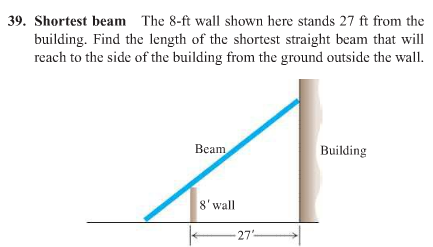 39. Shortest beam The 8-ft wall shown here stands 27 ft from the
building. Find the length of the shortest straight beam that will
reach to the side of the building from the ground outside the wall.
Beam
Building
8' wall
27'